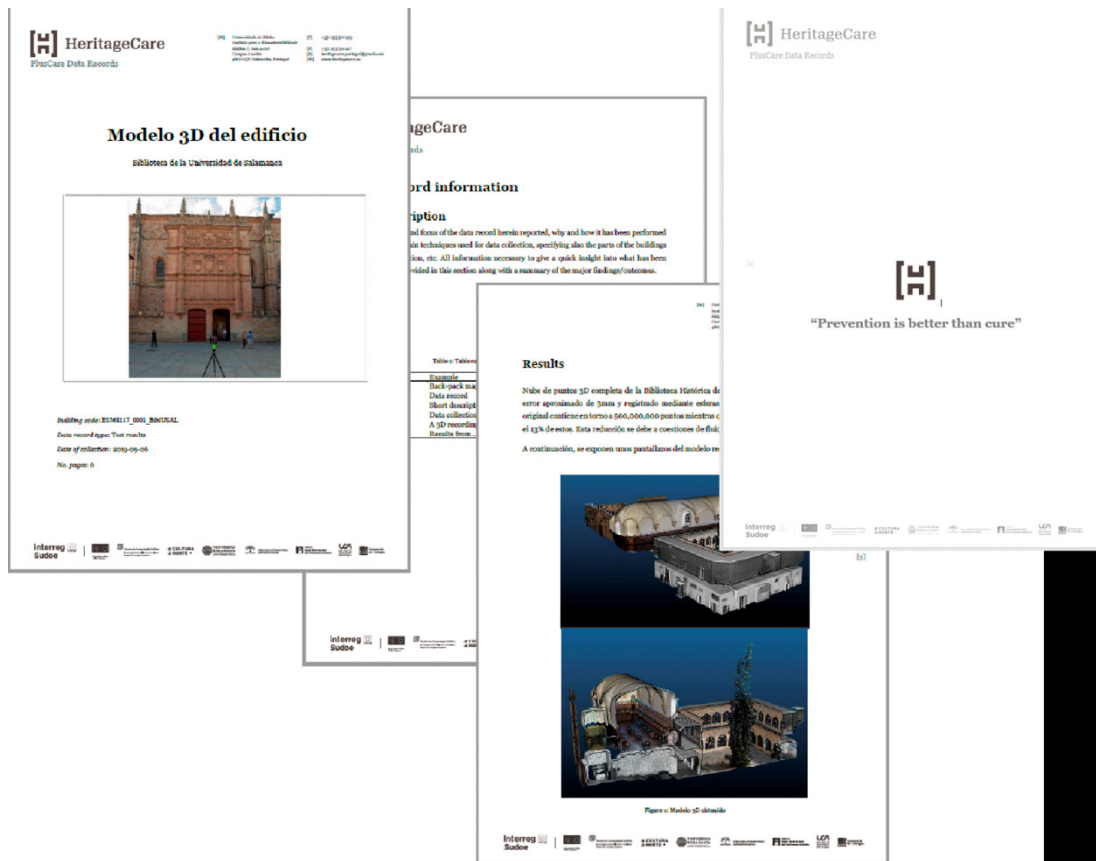 HeritageCare
PlusCare Data Records
Modelo 3D del edificio
Biblioteca de la Universidad de Salamanca
Data record type: Test results
Date of collection: 2019-09-06
No. pages: 6
Interreg
Sudoe
ageCare
rds
ord information
ription
nd focus of the data record herein reported, why and how it has been performed
ain techniques used for data collection, specifying also the parts of the buildings
tion, etc. All information necessary to give a quick insight into what has been
vided in this section along with a summary of the major findings/outcomes.
Example
Back-pack ma
Data record
Short descript
Data collection
A 3D recording
Results from
Interreg
Sudoe
Results
Nube de puntos 3D completa de la Biblioteca Histórica de
error aproximado de 3mm y registrado mediante esferas
original contiene en torno a 500,000,000 puntos mientras
el 13% de estos. Esta reducción se debe a cuestiones de fluid
A continuación, se exponen unos pantallazos del modelo re
Figure 1: Modelo 3D obtenido
Interreg
Sudoe
HeritageCare
PlusCare Data Records
“Prevention is better than cure”
Interreg
Sudoe